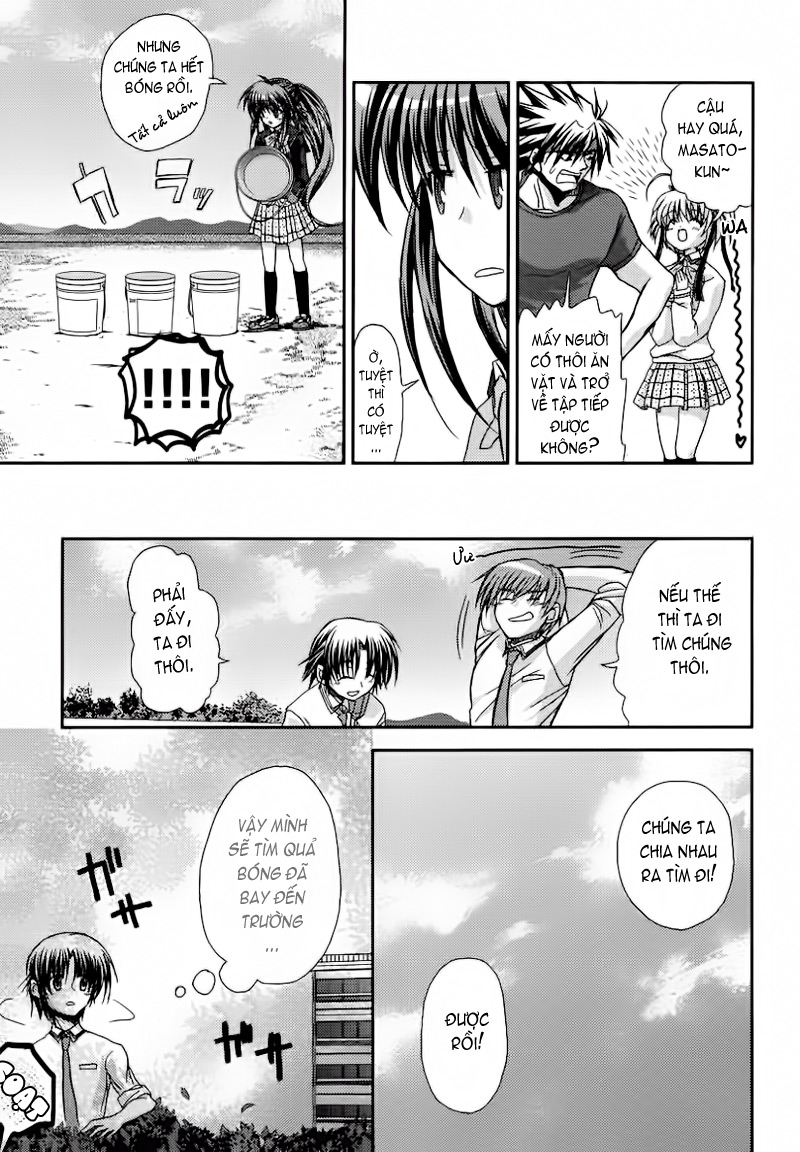 CẬU
HAY QUÁ,
MASATO-
KUN~
WA
MẤY NGƯỜI
CÓ THÔI ĂN
VẶT VÀ TRỞ
VỀ TẬP TIẾP
ĐƯỢC
KHÔNG?
Ờ,
TUYỆT THÌ
CÓ
TUYỆT
...
NHƯNG
CHÚNG TA HẾT
BÓNG RỒI.
Tất cả luôn
カラッ
!!!!
NẾU THẾ
THÌ TA ĐI
TÌM CHÚNG
THÔI.
Ưư
PHẢI
ĐẤY,
TA ĐI
THÔI.
CHÚNG TA
CHIA NHAU
RA TÌM ĐI!
ĐƯỢC
RỒI!
VẬY MÌNH
SẼ TÌM QUẢ
BÓNG ĐÃ
BAY ĐẾN
TRƯỜNG
...
ガサ
ガサ
SOẠT